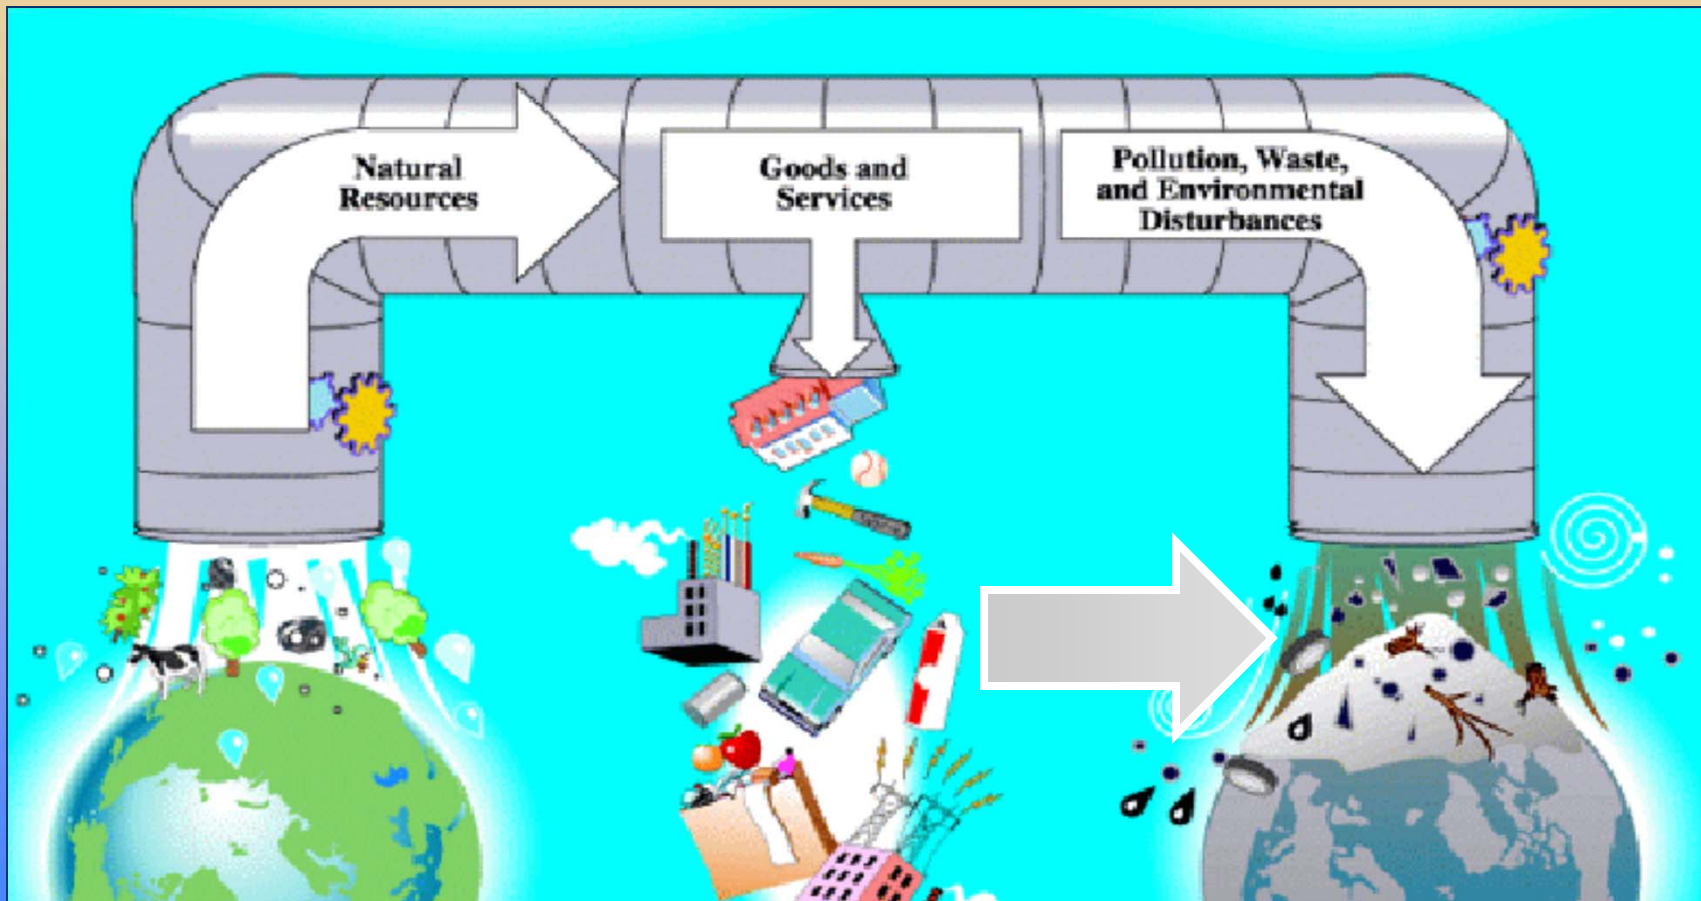 Natural
Resources
Goods and
Services
Pollution, Waste,
and Environmental
Disturbances